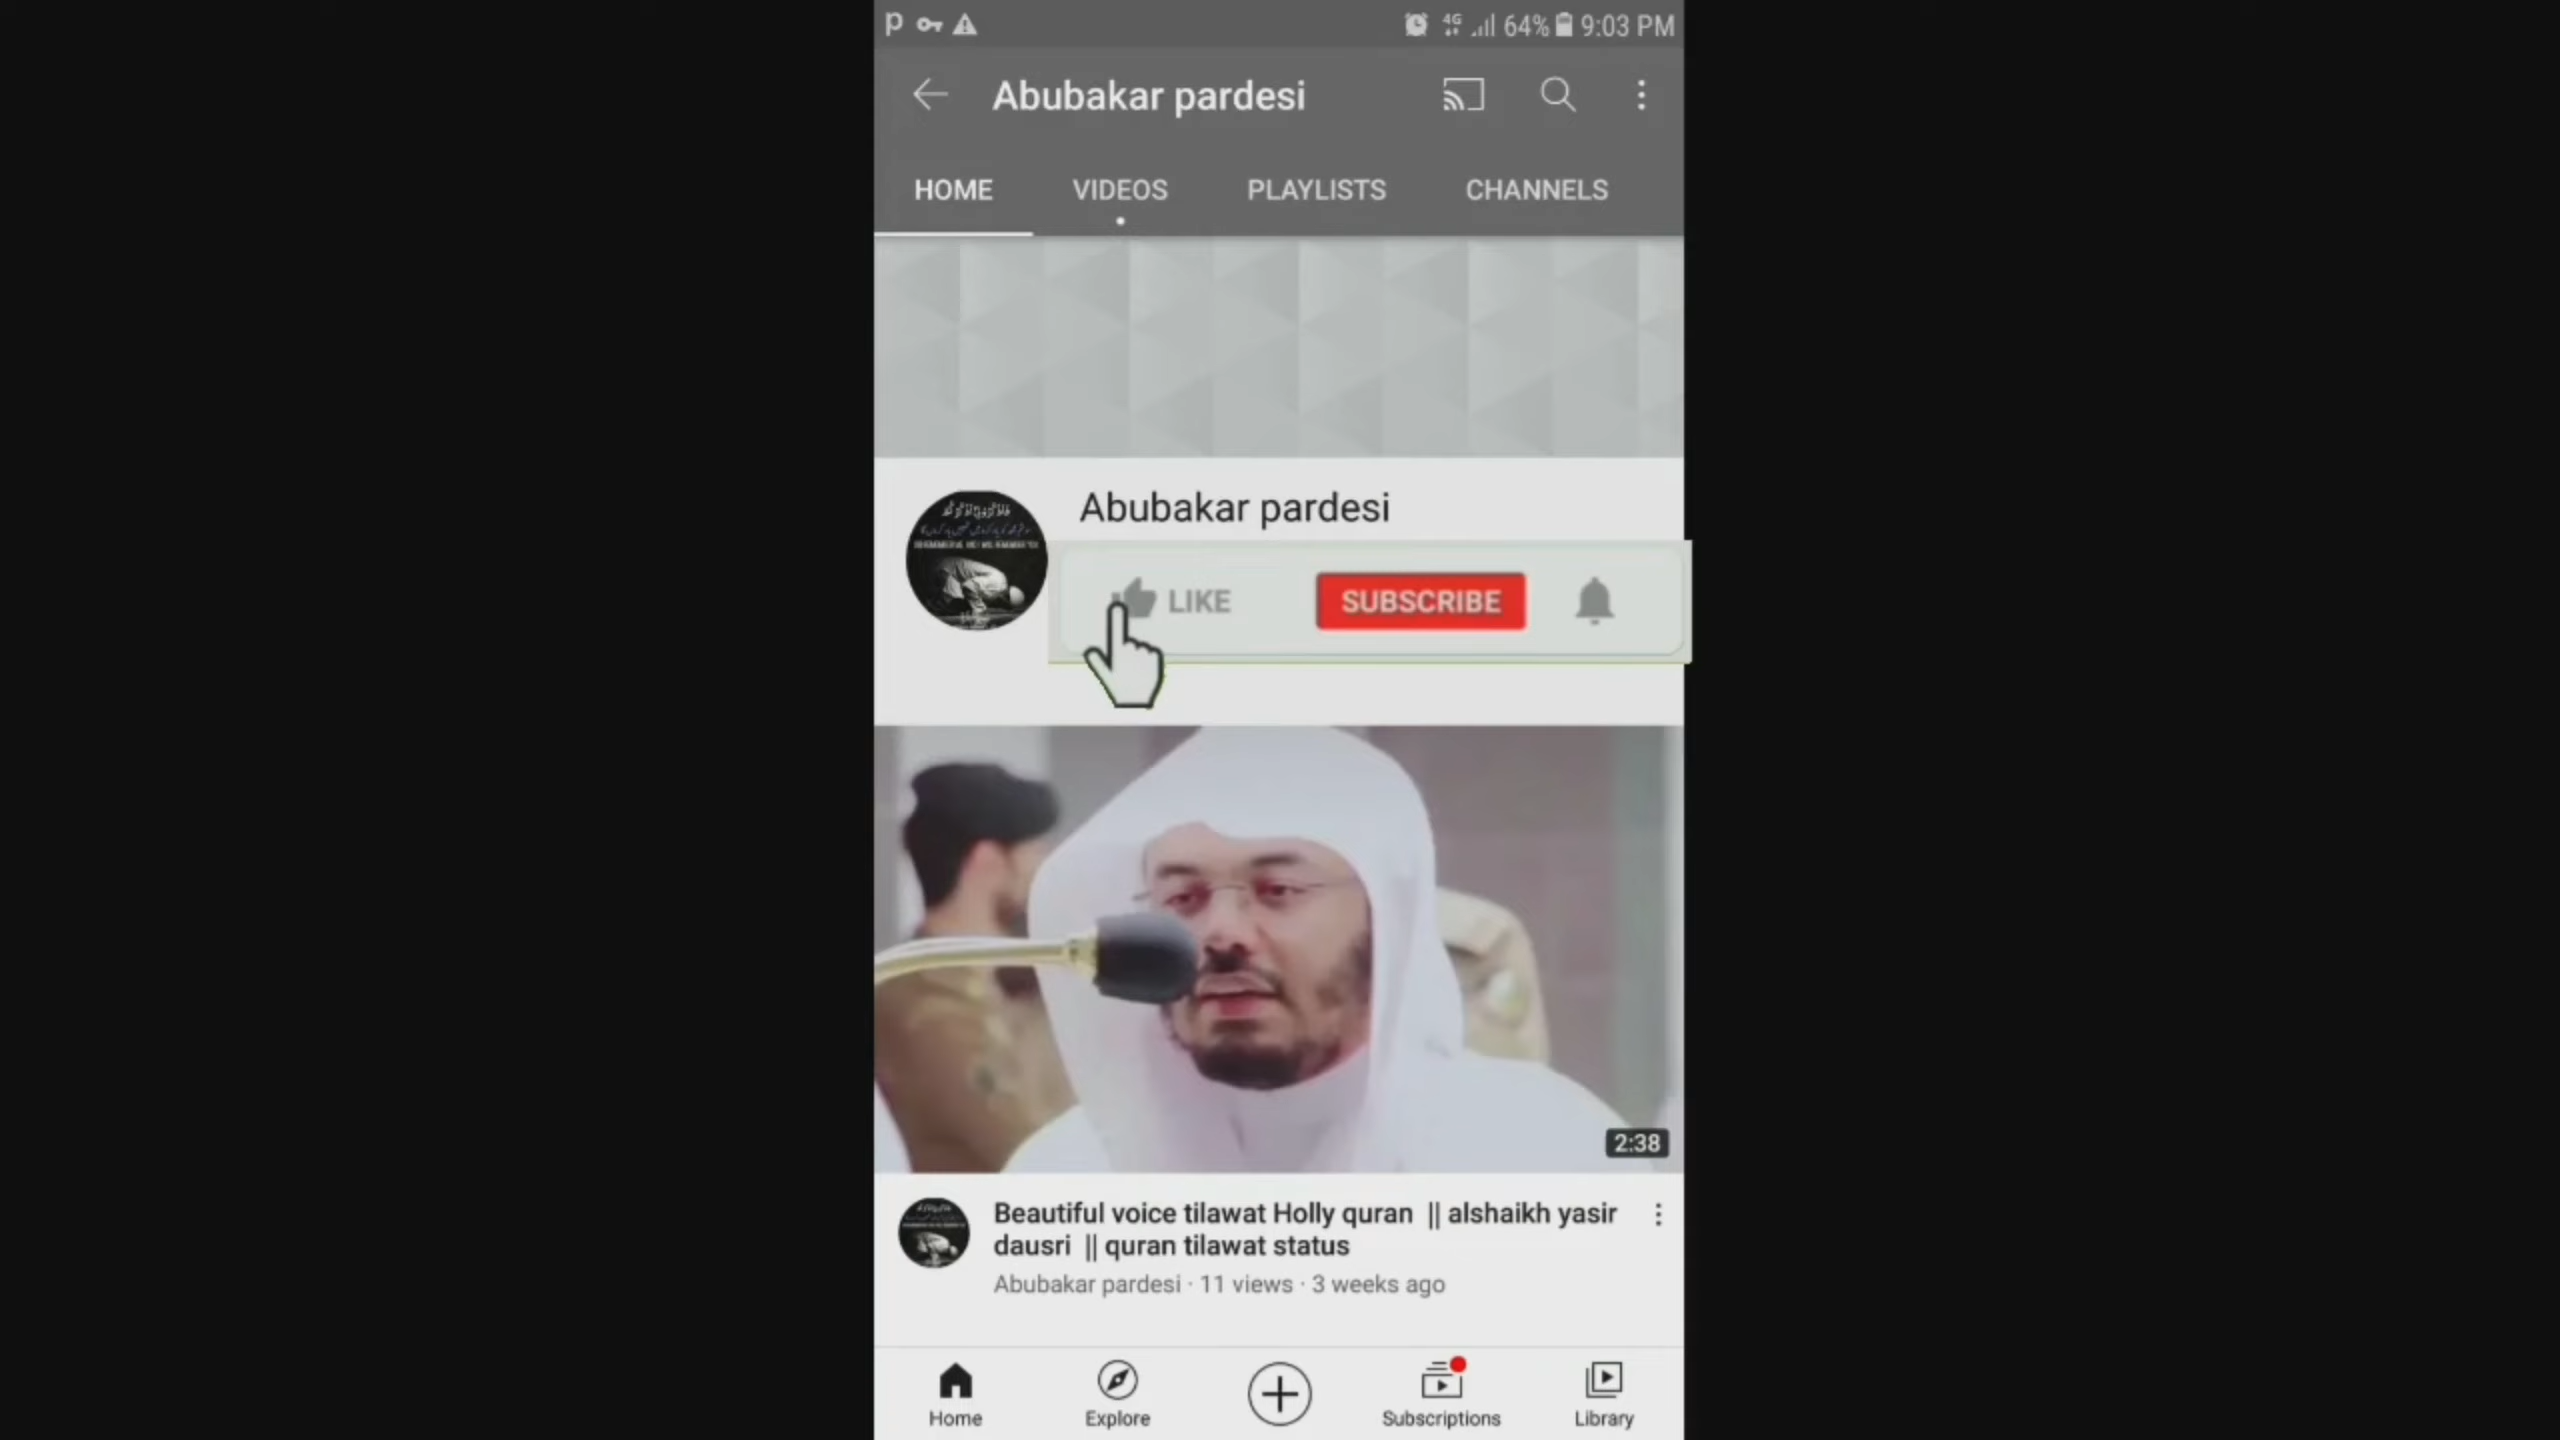 64% 9:03 PM
Abubakar pardesi
HOME VIDEOS PLAYLISTS CHANNELS
Abubakar pardesi
LIKE SUBSCRIBE
2:38
Beautiful voice tilawat Holly quran || alshaikh yasir
dausri || quran tilawat status
Abubakar pardesi · 11 views · 3 weeks ago
Home Explore Subscriptions Library